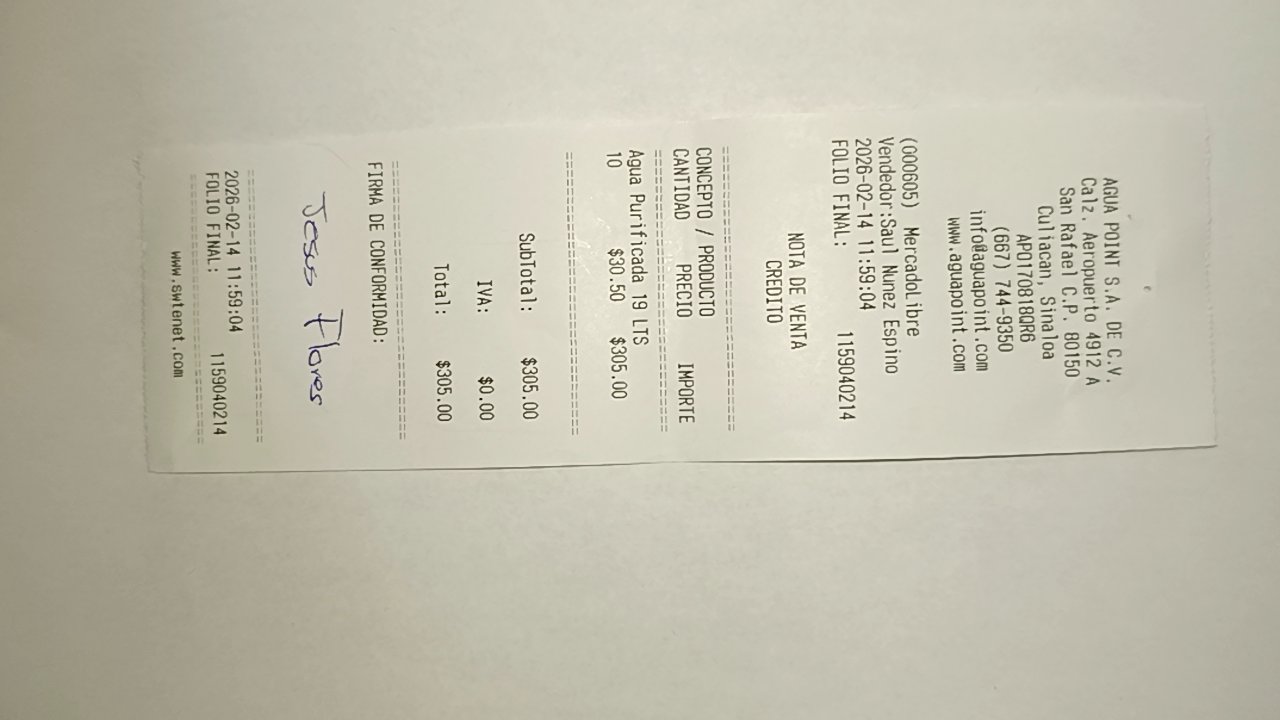 AGUA POINT S.A. DE C.V.
Calz. Aeropuerto 4912 A
San Rafael C.P. 80150
Culiacan, Sinaloa
APO170818QR6
(667) 744-9350
info@aguapoint.com
www.aguapoint.com
(000605) MercadoLibre
Vendedor:Saul Nunez Espino
2026-02-14 11:59:04
FOLIO FINAL: 1159040214
NOTA DE VENTA
CREDITO
==============================
CONCEPTO / PRODUCTO
CANTIDAD PRECIO IMPORTE
==============================
Agua Purificada 19 LTS
10 $30.50 $305.00
==============================
SubTotal: $305.00
IVA: $0.00
Total: $305.00
==============================
FIRMA DE CONFORMIDAD:
Jesus Flores
==============================
2026-02-14 11:59:04
FOLIO FINAL: 1159040214
==============================
www.ewtenet.com